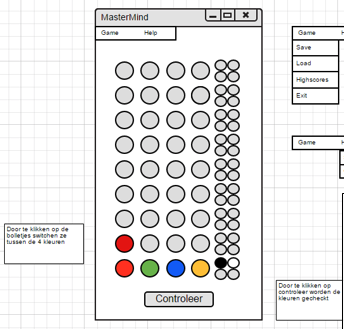 MasterMind
Game Help
Controleer
Door te klikken op de
bolletjes switchen ze
tussen de 4 kleuren
Game
Save
Load
Highscores
Exit
Game
Door te klikken op
controleer worden de
kleuren gecheckt